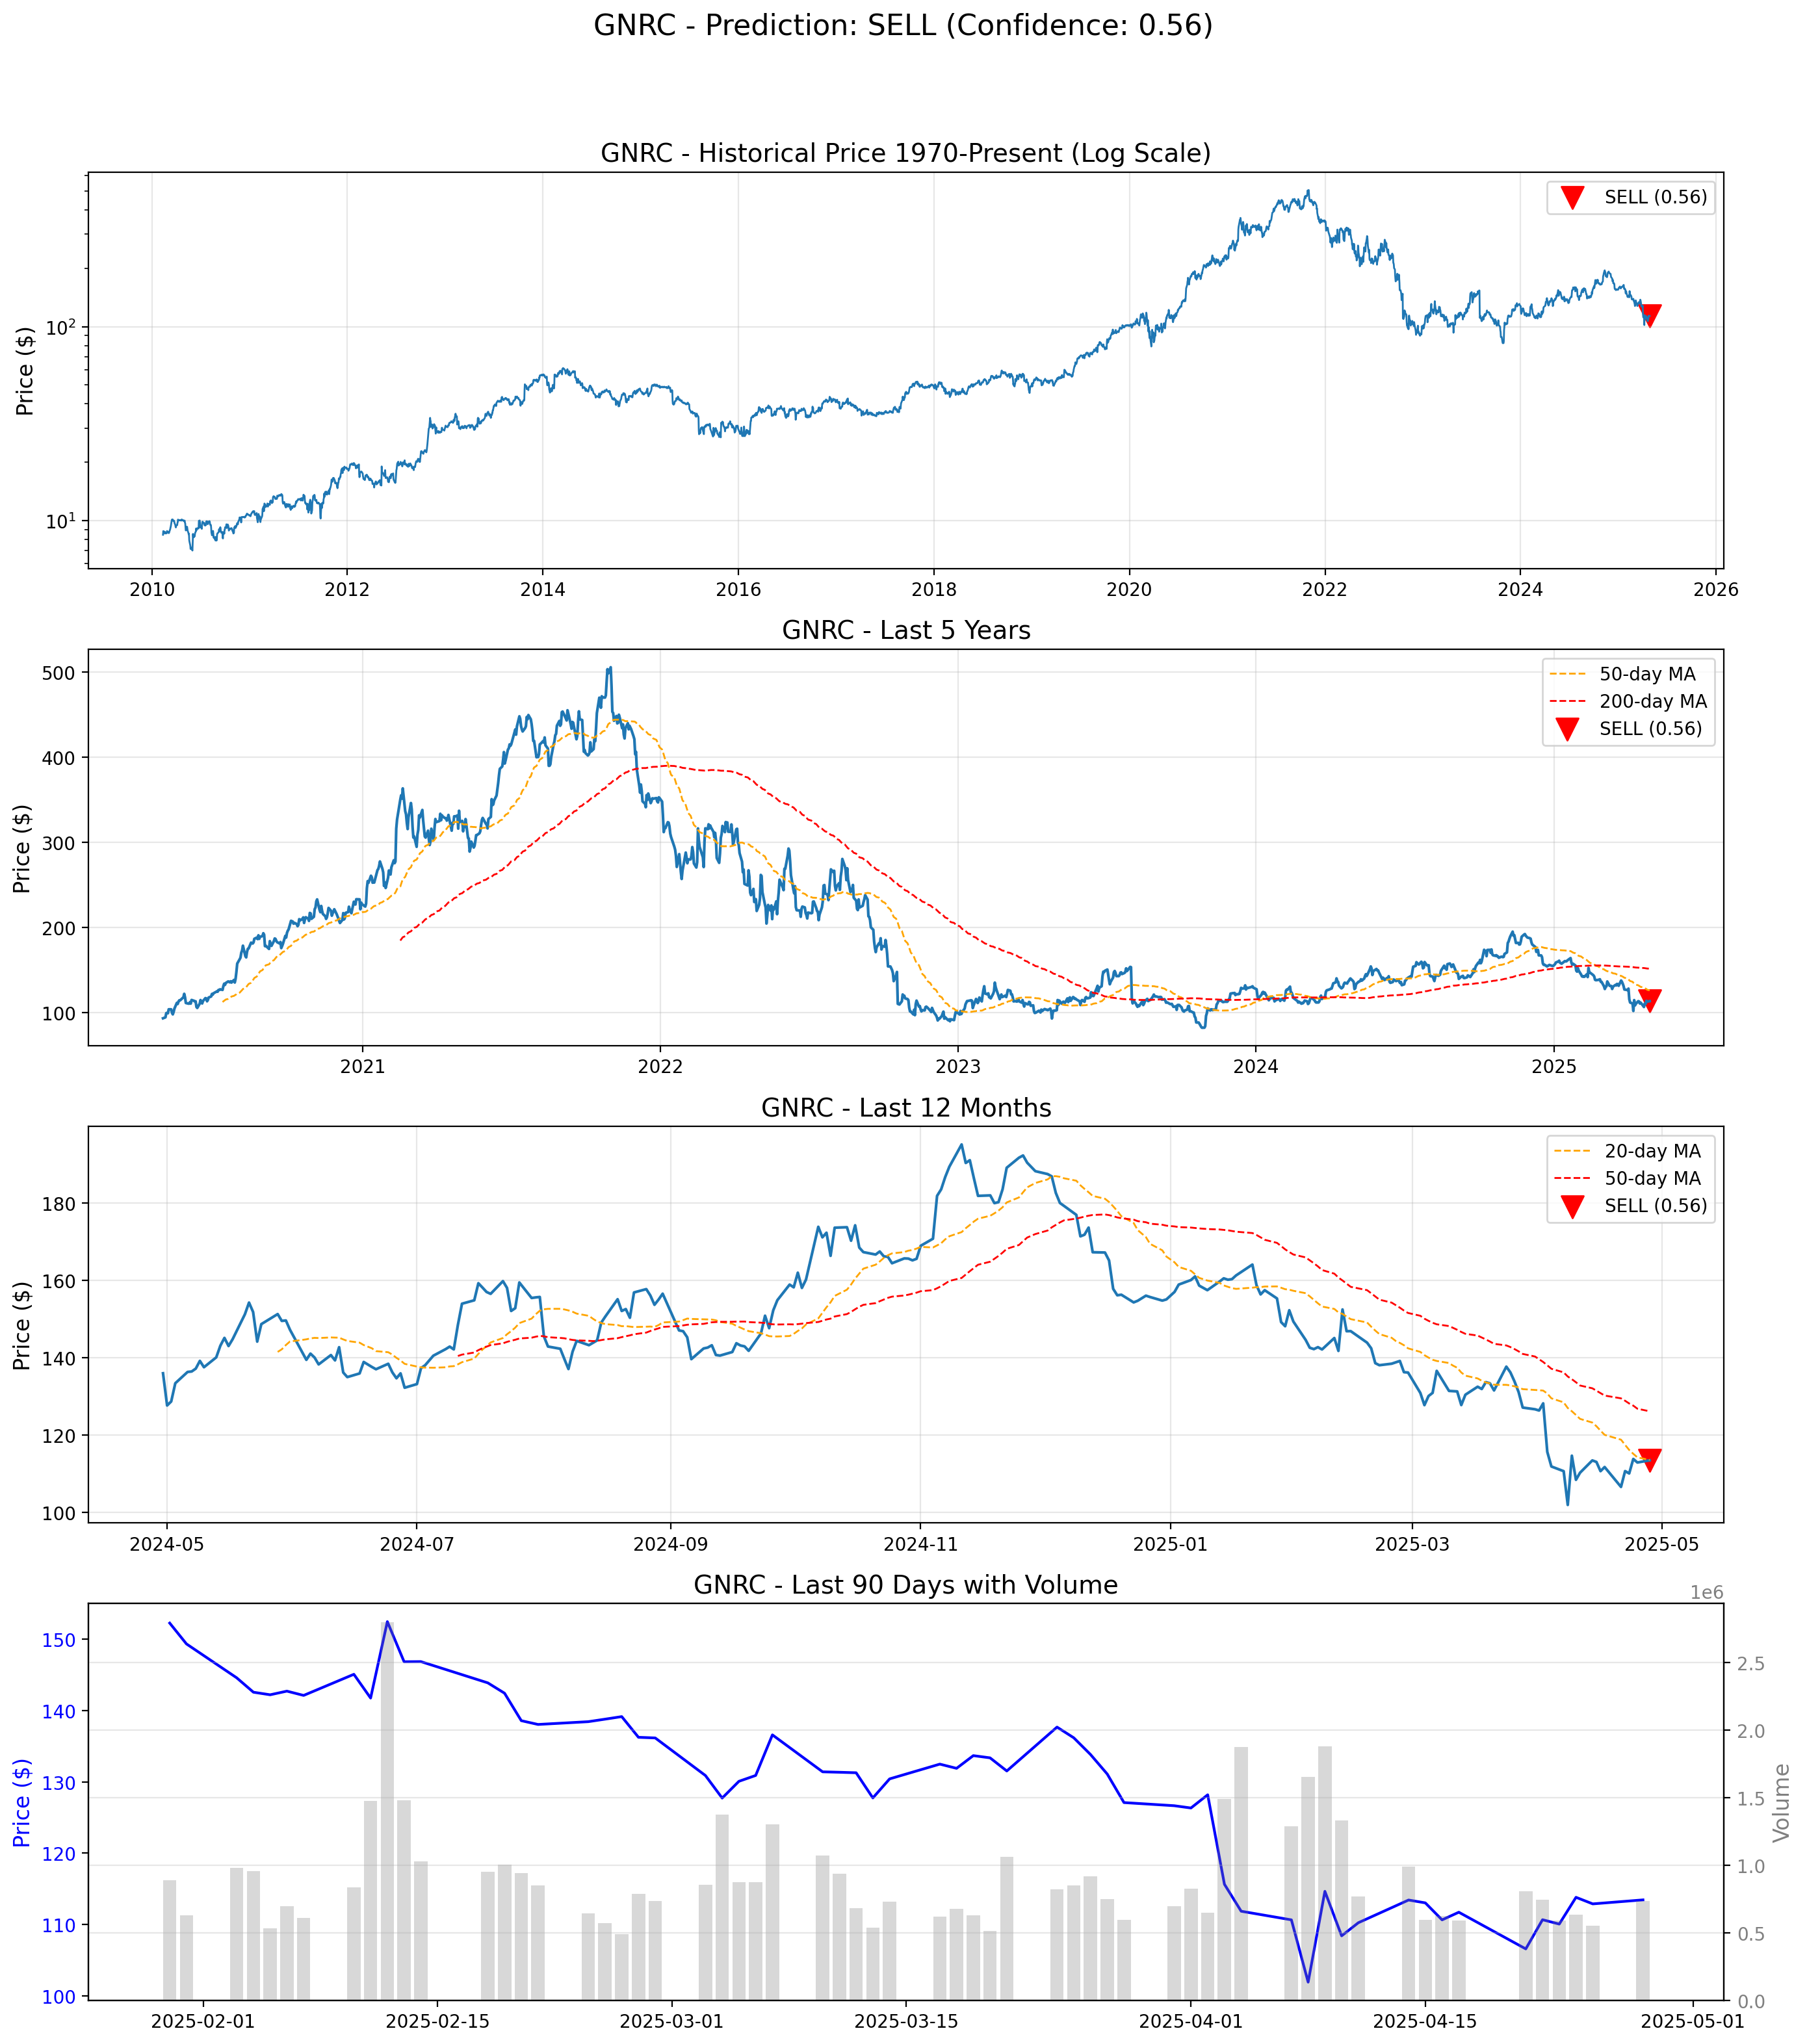 GNRC - Prediction: SELL (Confidence: 0.56)
GNRC - Historical Price 1970-Present (Log Scale)
SELL (0.56)
Price ($)
10²
10¹
2010 2012 2014 2016 2018 2020 2022 2024 2026
GNRC - Last 5 Years
50-day MA
200-day MA
SELL (0.56)
Price ($)
500
400
300
200
100
2021 2022 2023 2024 2025
GNRC - Last 12 Months
20-day MA
50-day MA
SELL (0.56)
Price ($)
180
160
140
120
100
2024-05 2024-07 2024-09 2024-11 2025-01 2025-03 2025-05
GNRC - Last 90 Days with Volume
1e6
Price ($)
150
140
130
120
110
100
2.5
2.0
1.5
1.0
0.5
0.0
Volume
2025-02-01 2025-02-15 2025-03-01 2025-03-15 2025-04-01 2025-04-15 2025-05-01